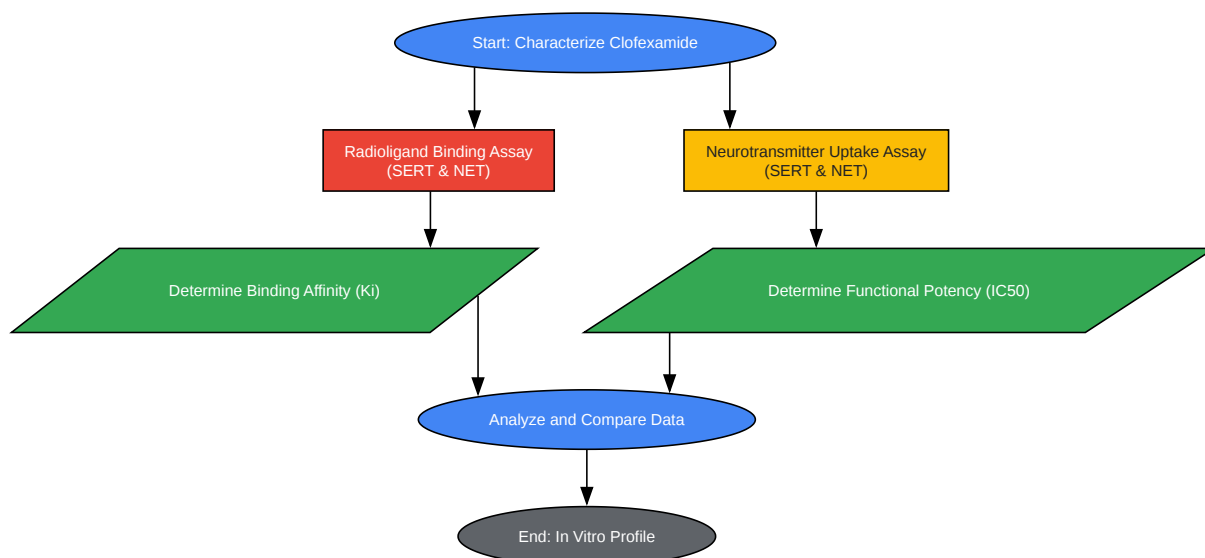 Start: Characterize Clofexamide
Radioligand Binding Assay
(SERT & NET)
Neurotransmitter Uptake Assay
(SERT & NET)
Determine Binding Affinity (Ki)
Determine Functional Potency (IC50)
Analyze and Compare Data
End: In Vitro Profile